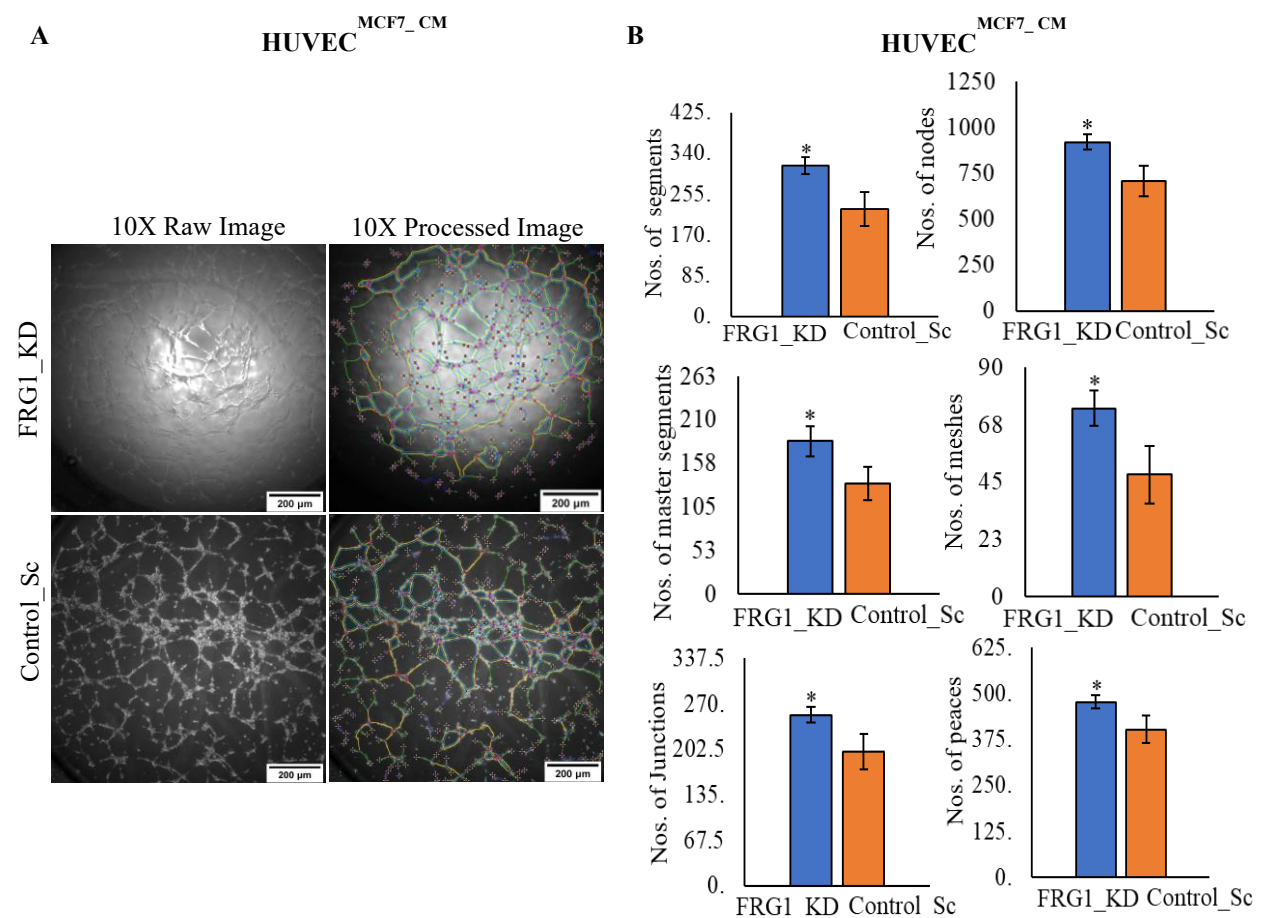 A
HUVEC MCF7_ CM
10X Raw Image
10X Processed Image
FRG1_KD
200 μm
200 μm
Control_Sc
200 μm
200 μm
B
HUVEC MCF7_ CM
Nos. of segments
425.
340.
255.
170.
85.
0.
*
FRG1_KD Control_Sc
Nos. of nodes
1250
1000
750
500
250
0
*
FRG1_KD Control_Sc
Nos. of master segments
263
210
158
105
53
0
*
FRG1_KD Control_Sc
Nos. of meshes
90
68
45
23
0
*
FRG1_KD Control_Sc
Nos. of Junctions
337.5
270.
202.5
135.
67.5
0.
*
FRG1_KD Control_Sc
Nos. of peaces
625.
500.
375.
250.
125.
0.
*
FRG1_KD Control_Sc